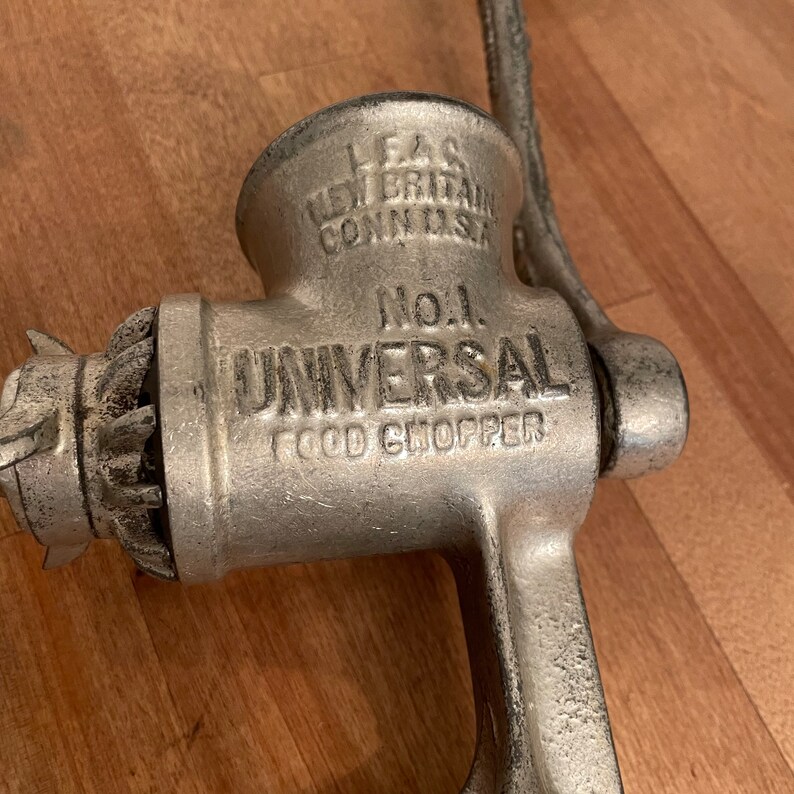 L.F.& C.
NEW BRITAIN,
CONN U.S.A
No.1.
UNIVERSAL
FOOD CHOPPER